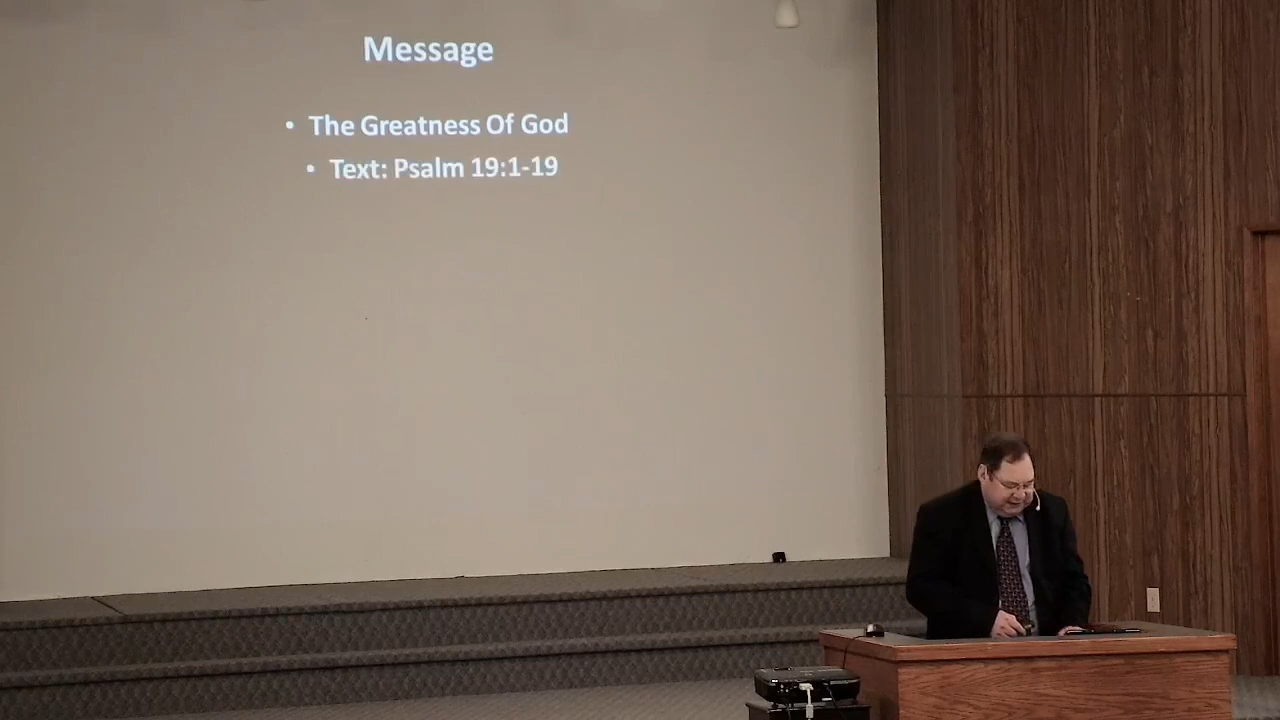 Message
• The Greatness Of God
• Text: Psalm 19:1-19